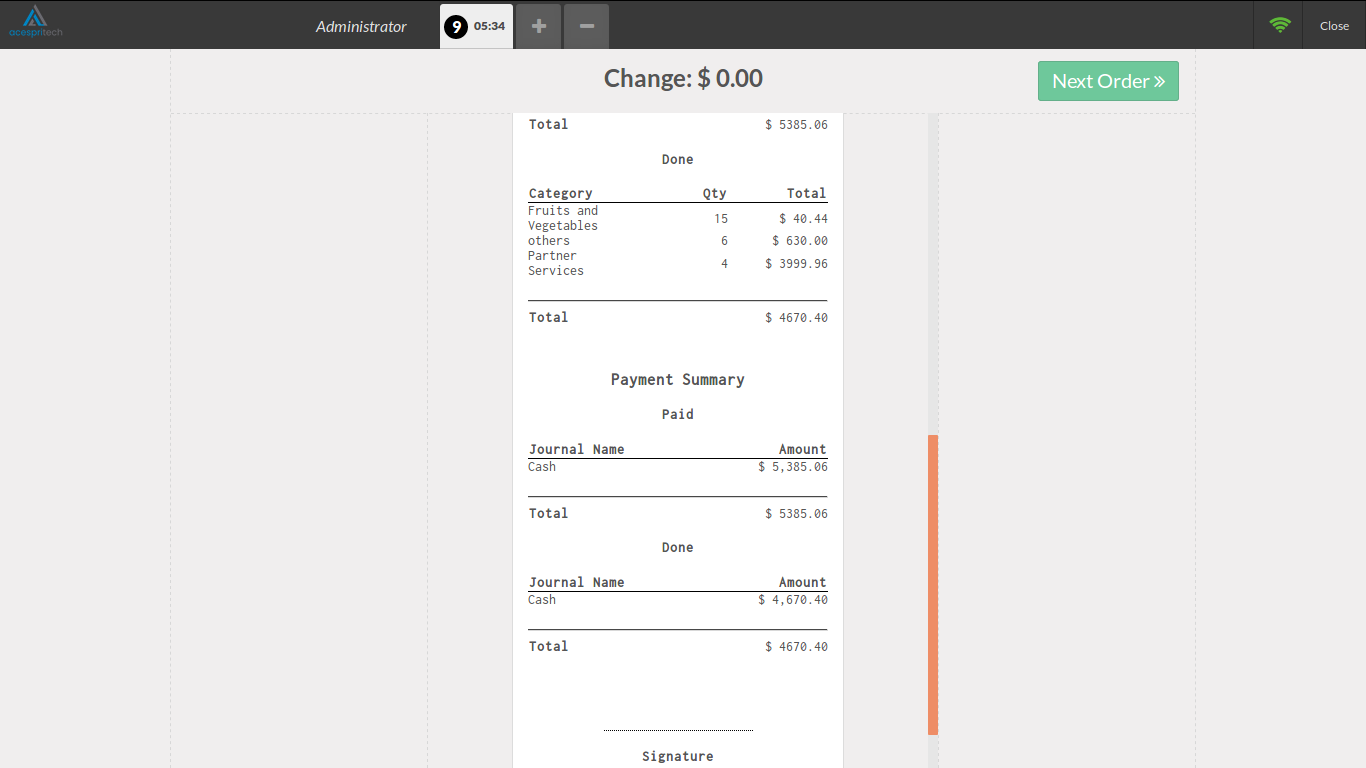 acespritech
Administrator
9 05:34
+
−
Close
Change: $ 0.00
Next Order »
Total $ 5385.06
Done
Category Qty Total
Fruits and
Vegetables 15 $ 40.44
others 6 $ 630.00
Partner
Services 4 $ 3999.96
Total $ 4670.40
Payment Summary
Paid
Journal Name Amount
Cash $ 5,385.06
Total $ 5385.06
Done
Journal Name Amount
Cash $ 4,670.40
Total $ 4670.40
Signature